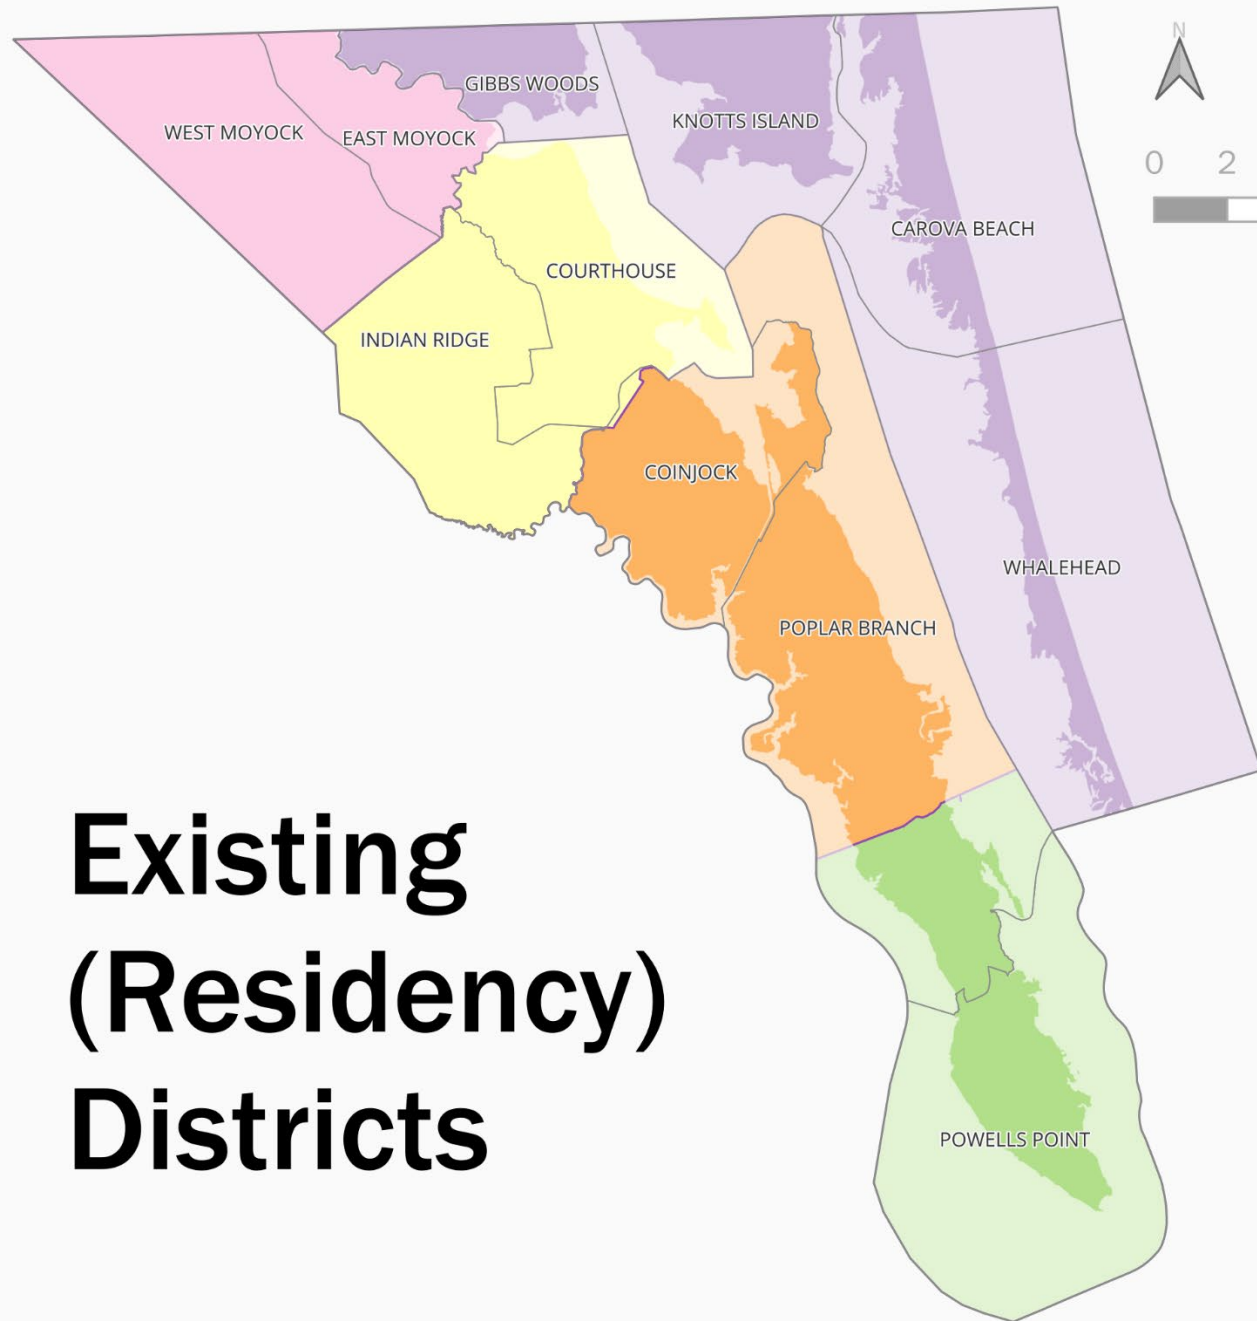 N
GIBBS WOODS
KNOTTS ISLAND
WEST MOYOCK
EAST MOYOCK
0 2
CAROVA BEACH
COURTHOUSE
INDIAN RIDGE
COINJOCK
WHALEHEAD
POPLAR BRANCH
Existing
(Residency)
Districts
POWELLS POINT